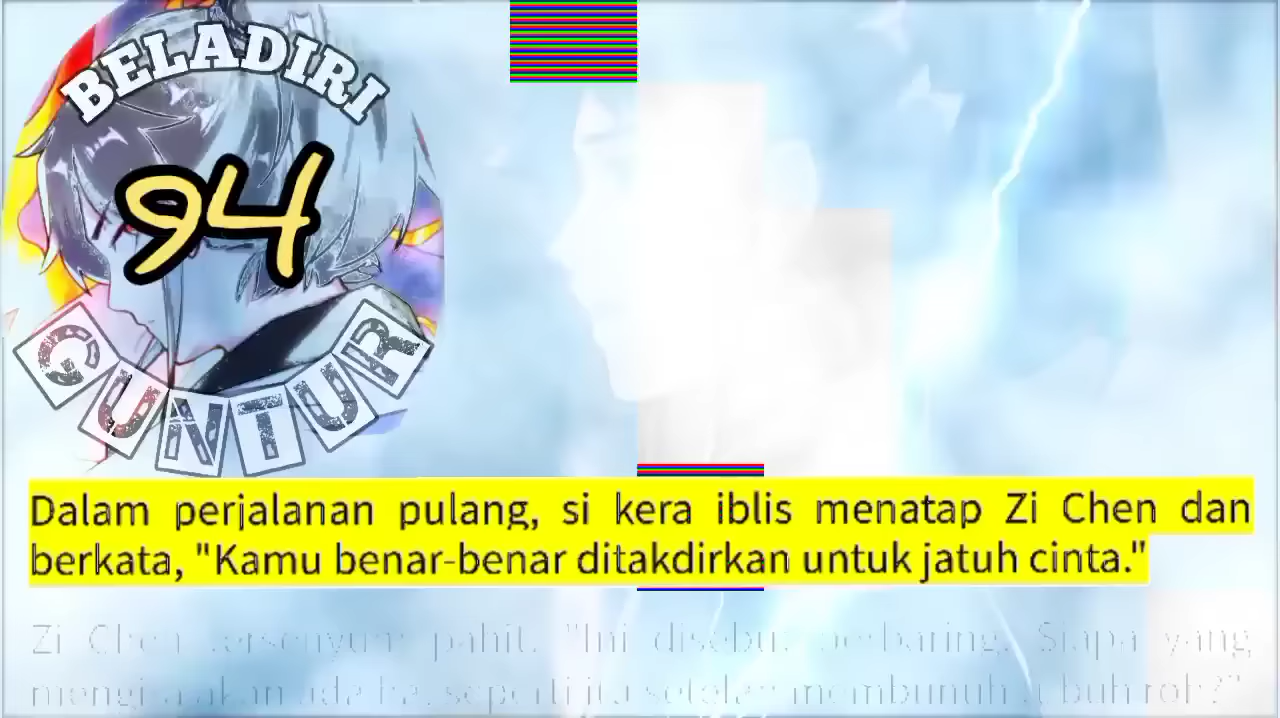 BELADIRI
94
GUNTUR
Dalam perjalanan pulang, si kera iblis menatap Zi Chen dan
berkata, "Kamu benar-benar ditakdirkan untuk jatuh cinta."
Zi Chen tersenyum pahit. "Ini disebut berbaring. Siapa yang
mengira akan ada hal seperti itu setelah membunuh tubuh roh?"